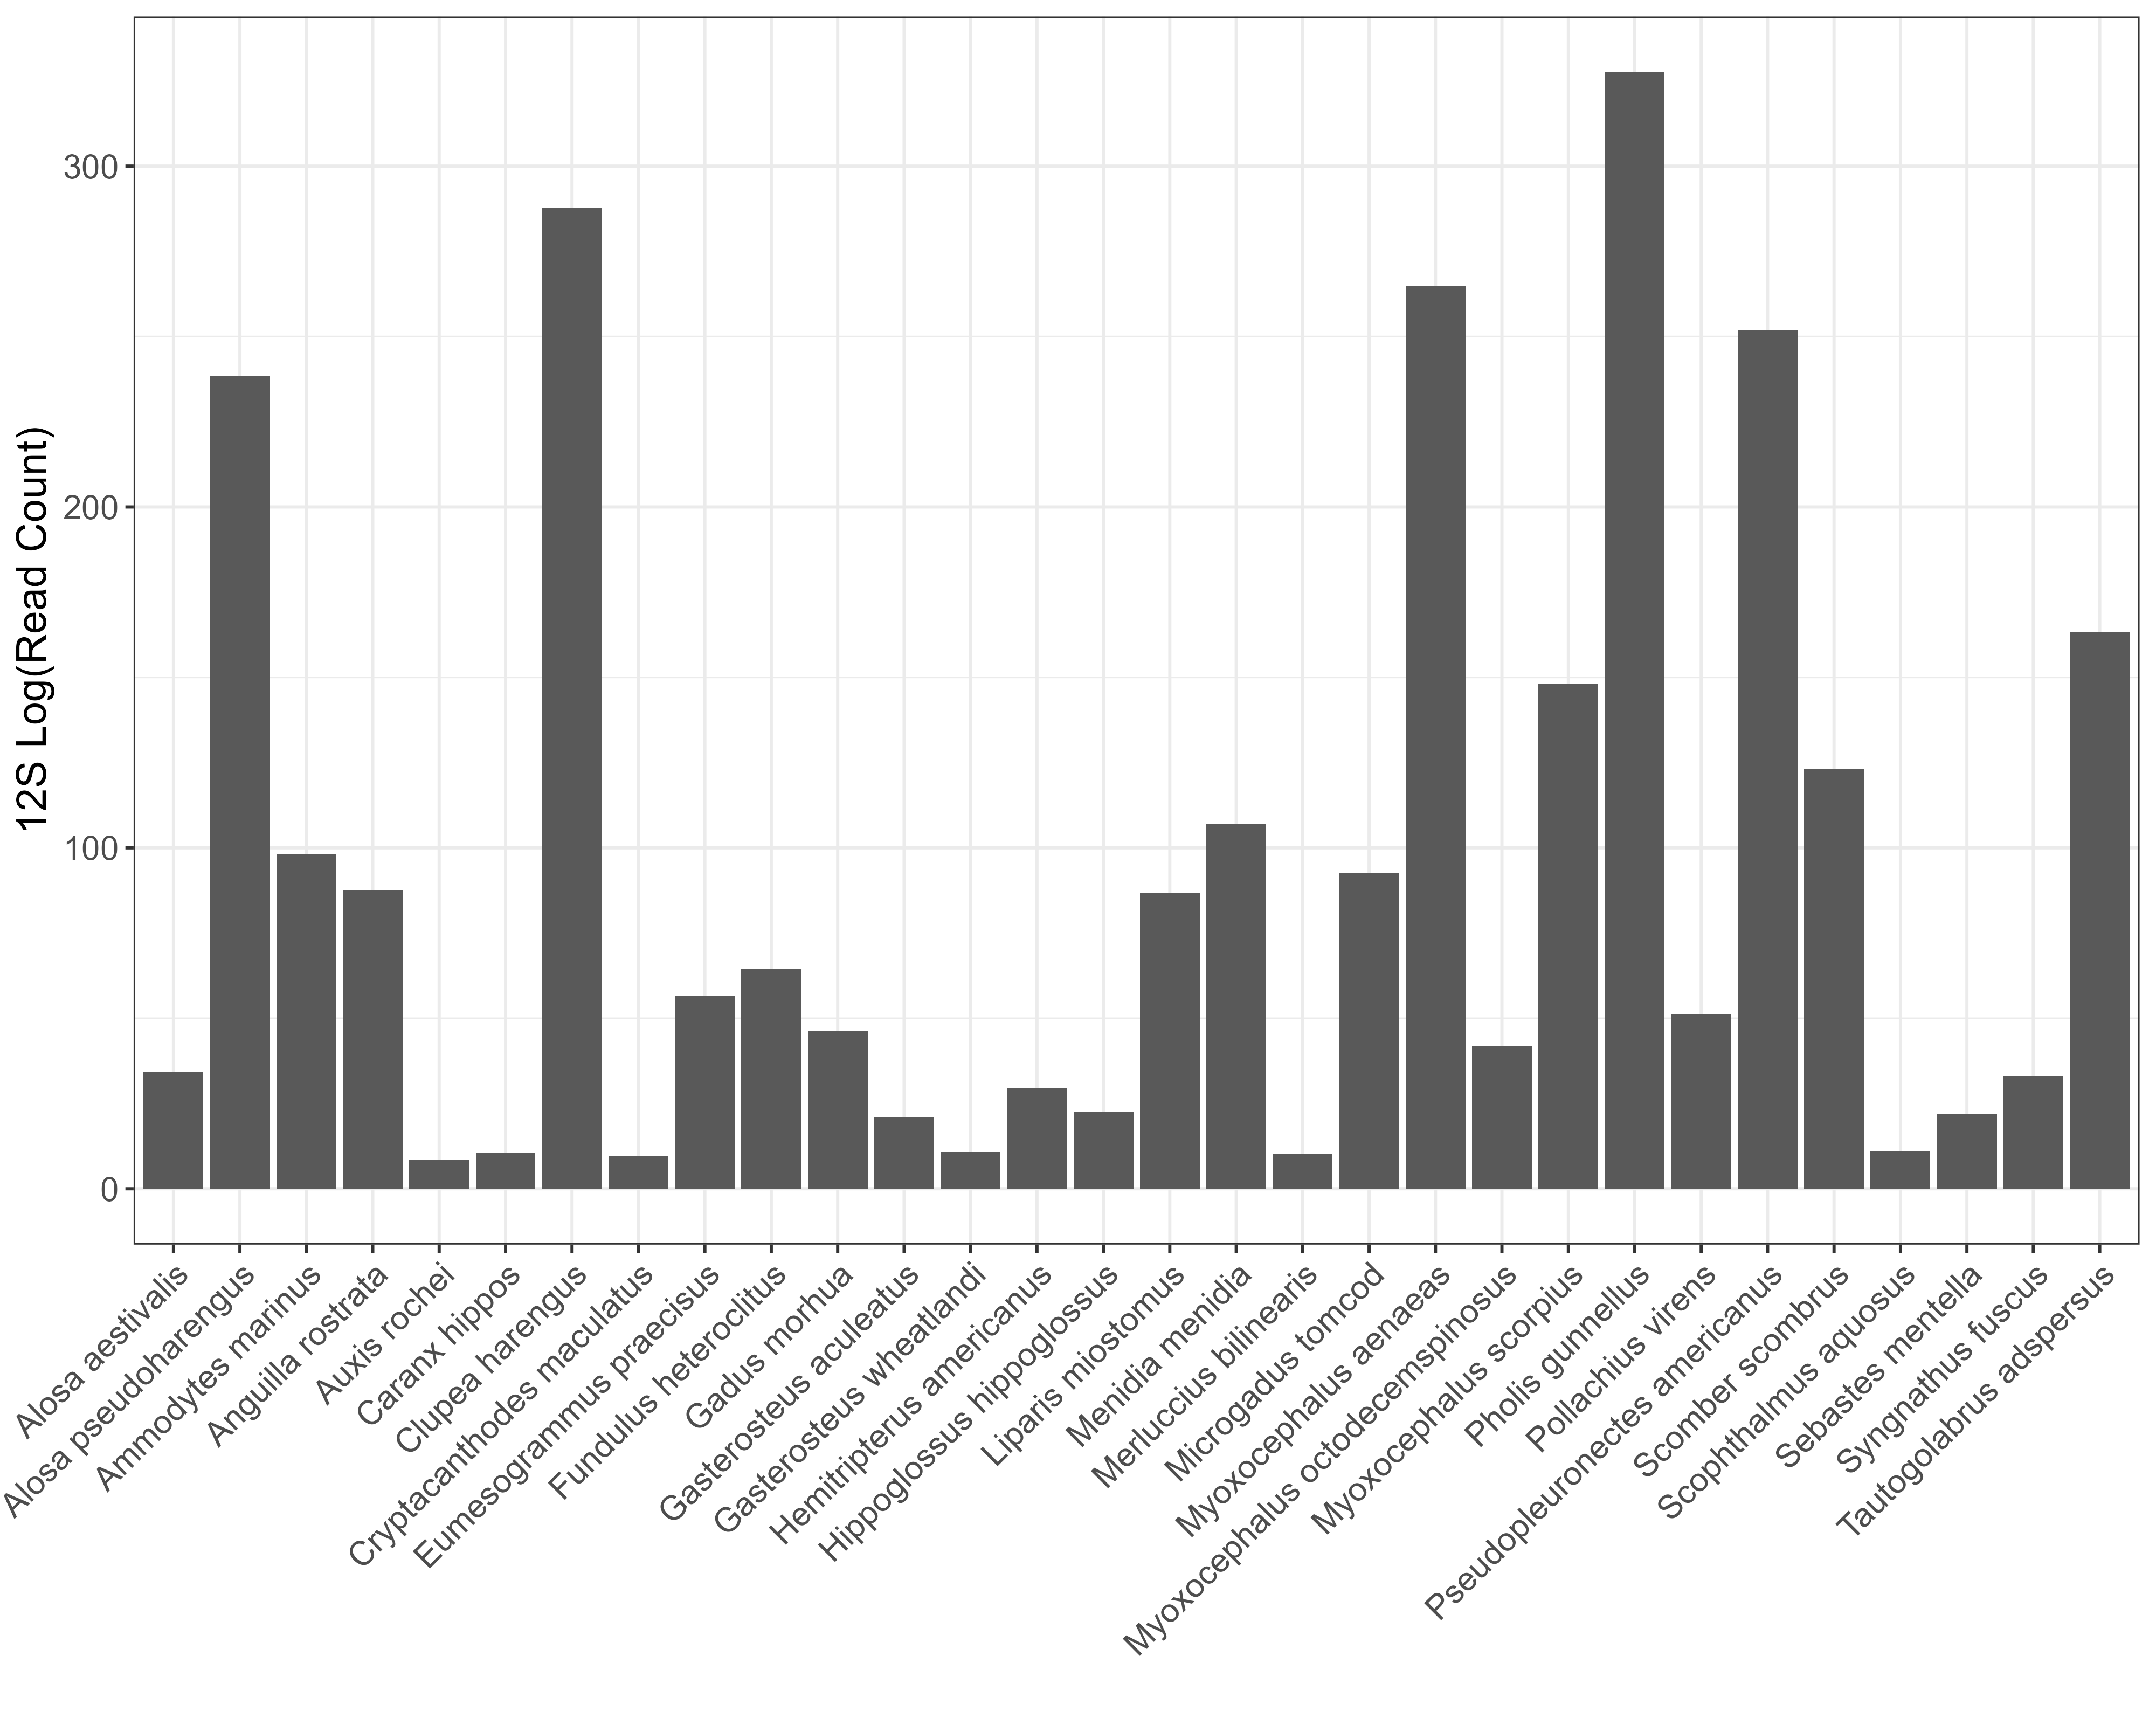 12S Log(Read Count)
300
200
100
0
Alosa aestivalis
Alosa pseudoharengus
Ammodytes marinus
Anguilla rostrata
Auxis rochei
Caranx hippos
Clupea harengus
Cryptacanthodes maculatus
Eumesogrammus praecisus
Fundulus heteroclitus
Gadus morhua
Gasterosteus aculeatus
Gasterosteus wheatlandi
Hemitripterus americanus
Hippoglossus hippoglossus
Liparis miostomus
Menidia menidia
Merluccius bilinearis
Microgadus tomcod
Myoxocephalus aenaeas
Myoxocephalus octodecemspinosus
Myoxocephalus scorpius
Pholis gunnellus
Pollachius virens
Pseudopleuronectes americanus
Scomber scombrus
Scophthalmus aquosus
Sebastes mentella
Syngnathus fuscus
Tautogolabrus adspersus